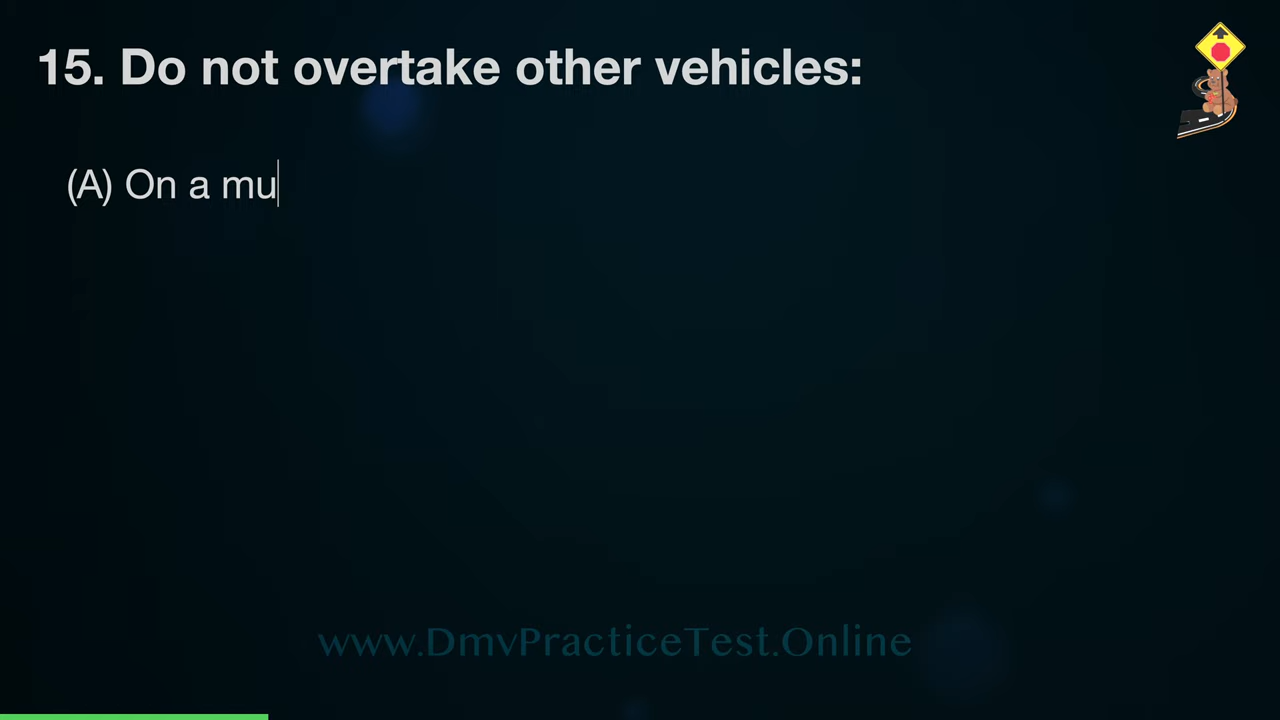 15. Do not overtake other vehicles:
(A) On a mu
www.DmvPracticeTest.Online